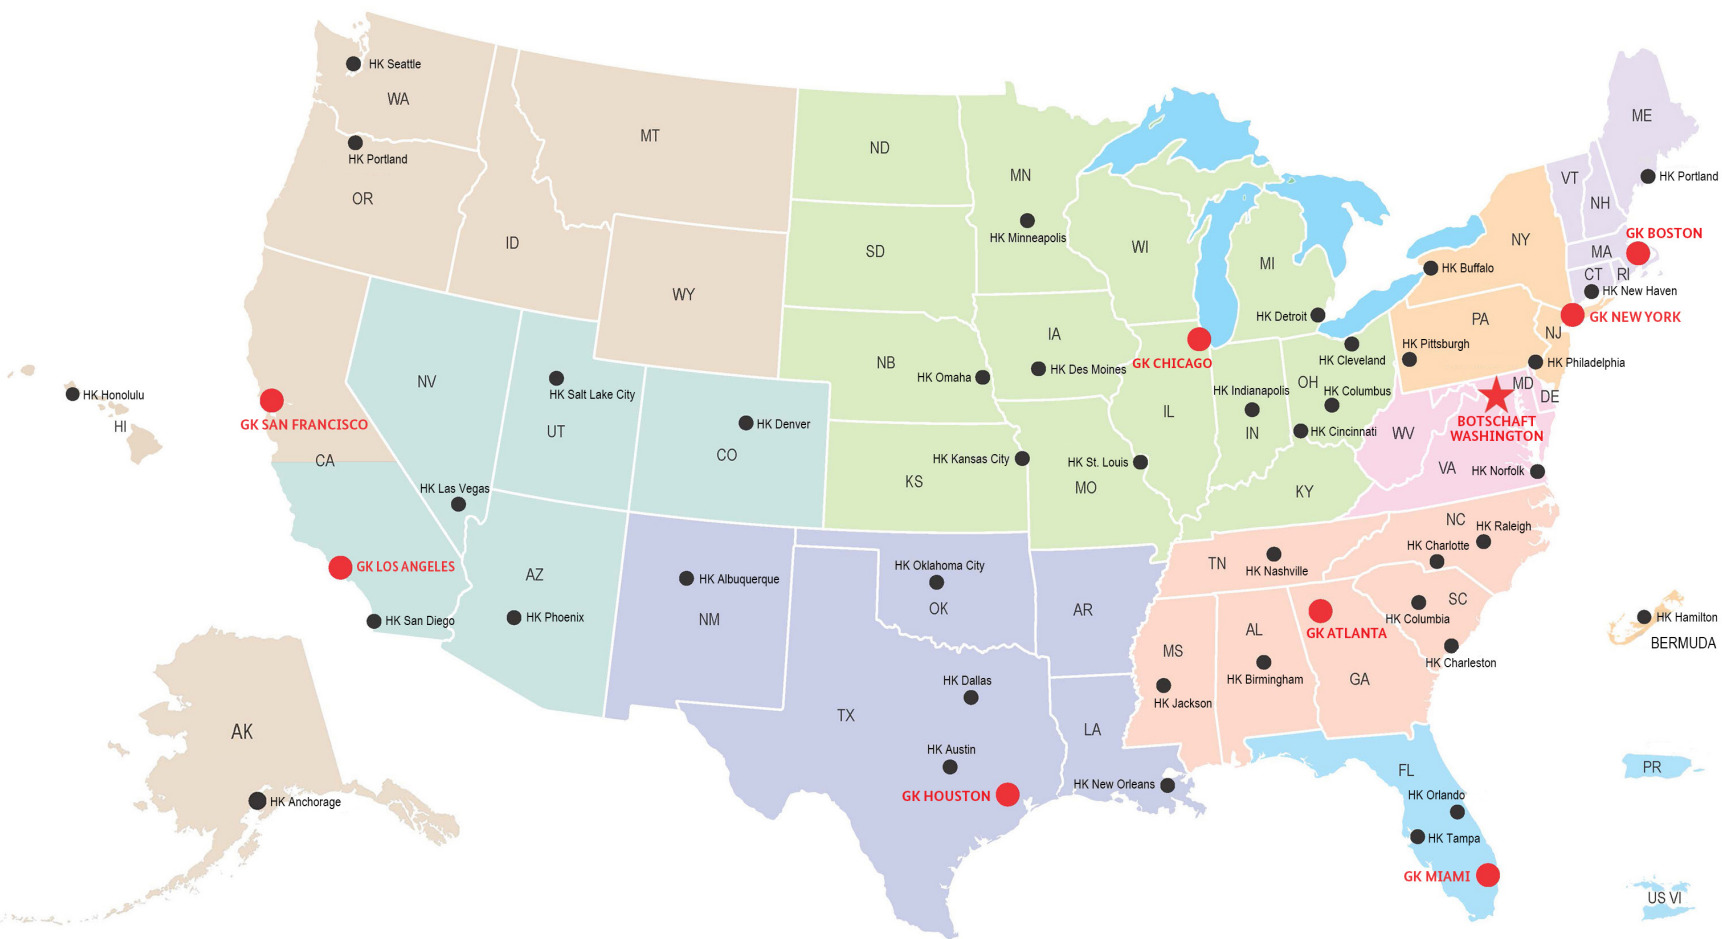 HK Seattle
WA
HK Portland
OR
ID
MT
WY
ND
SD
NB
KS
MN
HK Minneapolis
WI
MI
IA
HK Des Moines
HK Omaha
HK Detroit
GK CHICAGO
HK Cleveland
HK Indianapolis
OH
HK Columbus
IL
IN
HK Cincinnati
HK Kansas City
HK St. Louis
MO
KY
ME
VT
NH
HK Portland
GK BOSTON
MA
CT
RI
HK New Haven
NY
HK Buffalo
GK NEW YORK
PA
NJ
HK Pittsburgh
HK Philadelphia
MD
DE
BOTSCHAFT
WASHINGTON
WV
VA
HK Norfolk
HK Honolulu
HI
GK SAN FRANCISCO
CA
NV
HK Salt Lake City
UT
HK Denver
CO
HK Las Vegas
GK LOS ANGELES
HK San Diego
AZ
HK Phoenix
HK Albuquerque
NM
HK Oklahoma City
OK
AR
HK Dallas
TX
HK Austin
GK HOUSTON
LA
HK New Orleans
TN
HK Nashville
NC
HK Raleigh
HK Charlotte
SC
HK Columbia
HK Charleston
GK ATLANTA
AL
HK Birmingham
MS
HK Jackson
GA
HK Hamilton
BERMUDA
AK
HK Anchorage
FL
HK Orlando
HK Tampa
GK MIAMI
PR
US VI